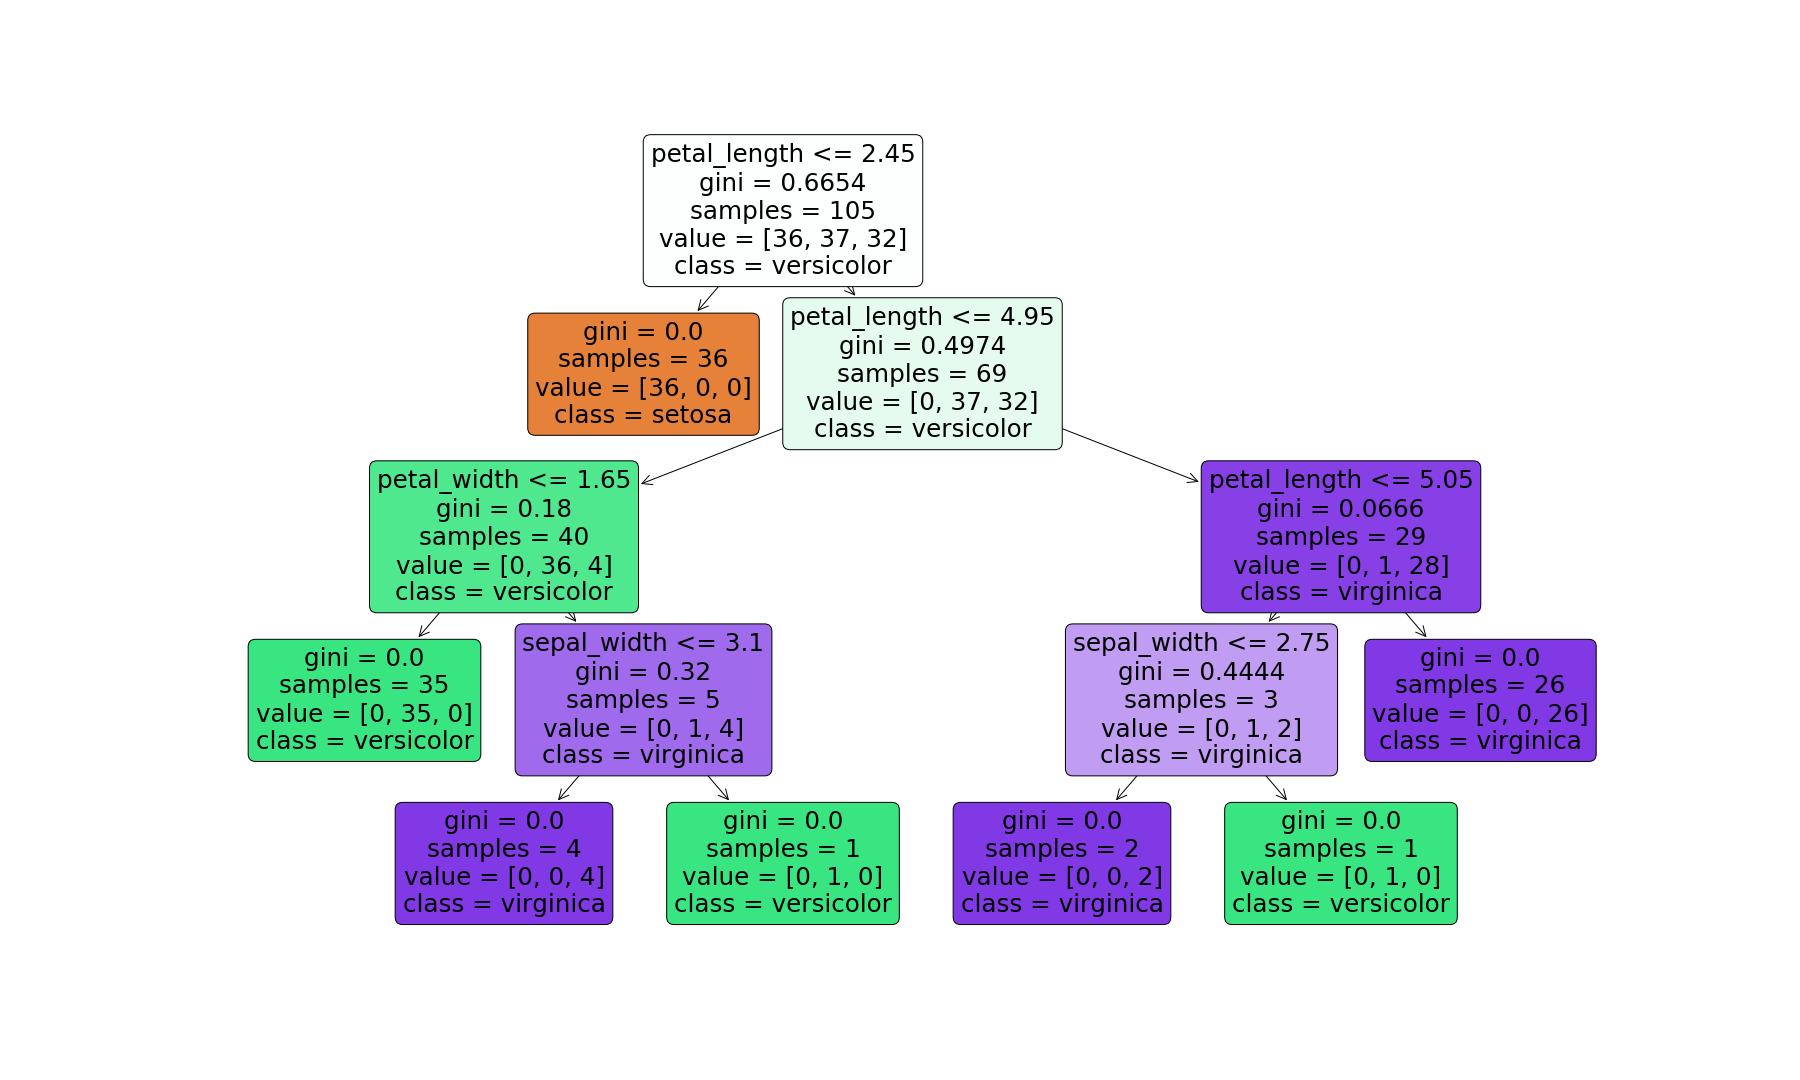 petal_length <= 2.45
gini = 0.6654
samples = 105
value = [36, 37, 32]
class = versicolor
gini = 0.0
samples = 36
value = [36, 0, 0]
class = setosa
petal_length <= 4.95
gini = 0.4974
samples = 69
value = [0, 37, 32]
class = versicolor
petal_width <= 1.65
gini = 0.18
samples = 40
value = [0, 36, 4]
class = versicolor
petal_length <= 5.05
gini = 0.0666
samples = 29
value = [0, 1, 28]
class = virginica
gini = 0.0
samples = 35
value = [0, 35, 0]
class = versicolor
sepal_width <= 3.1
gini = 0.32
samples = 5
value = [0, 1, 4]
class = virginica
sepal_width <= 2.75
gini = 0.4444
samples = 3
value = [0, 1, 2]
class = virginica
gini = 0.0
samples = 26
value = [0, 0, 26]
class = virginica
gini = 0.0
samples = 4
value = [0, 0, 4]
class = virginica
gini = 0.0
samples = 1
value = [0, 1, 0]
class = versicolor
gini = 0.0
samples = 2
value = [0, 0, 2]
class = virginica
gini = 0.0
samples = 1
value = [0, 1, 0]
class = versicolor